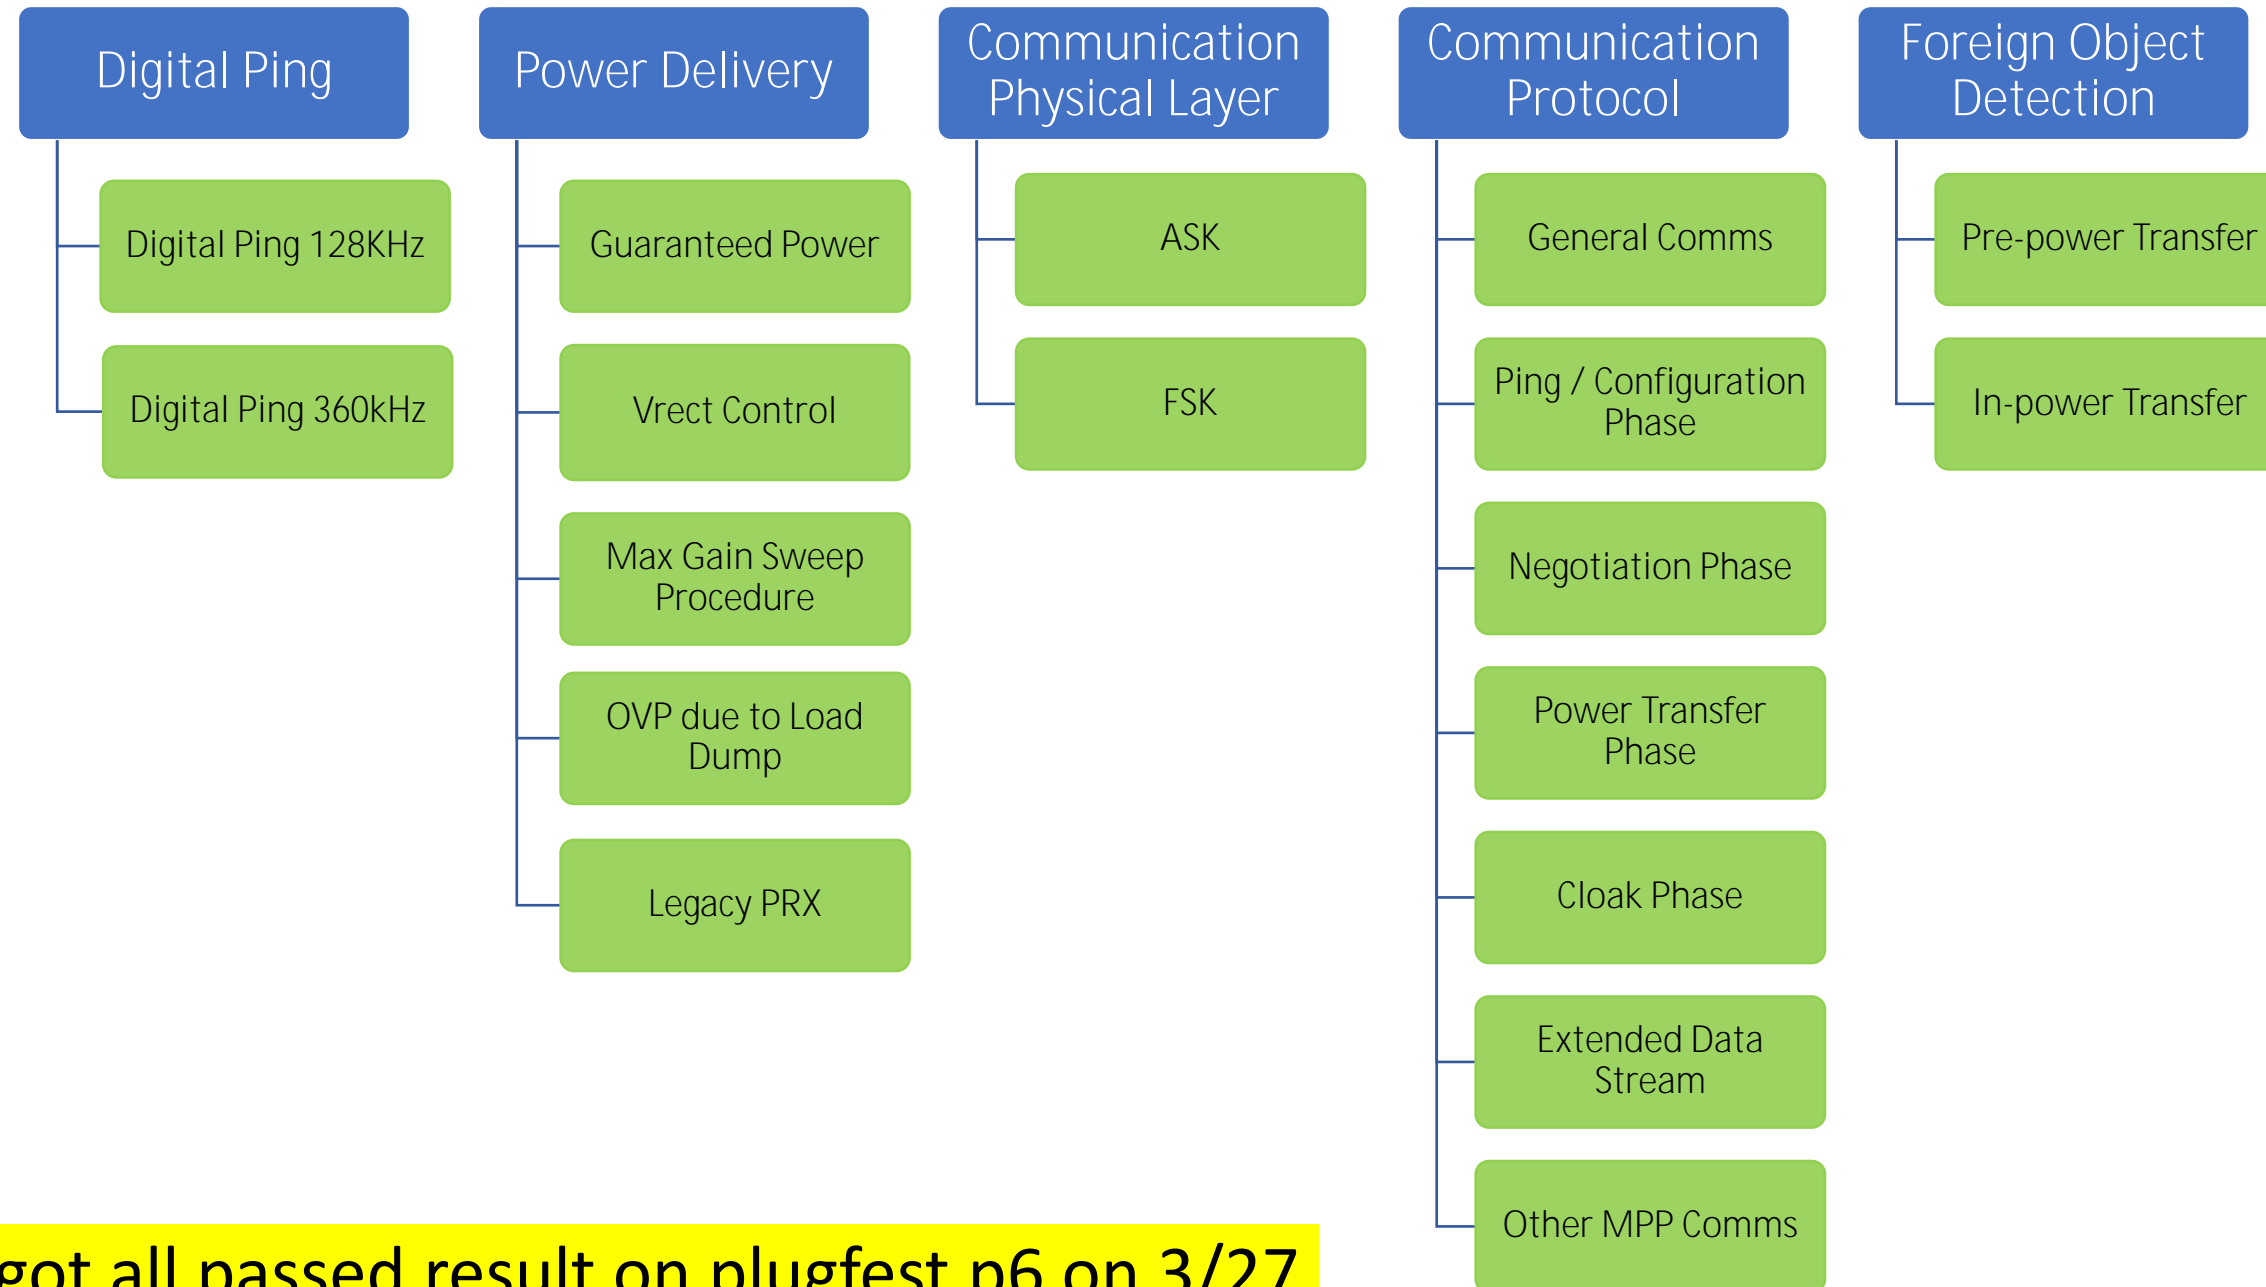 Digital Ping
Digital Ping 128KHz
Digital Ping 360kHz
Power Delivery
Guaranteed Power
Vrect Control
Max Gain Sweep
Procedure
OVP due to Load
Dump
Legacy PRX
Communication
Physical Layer
ASK
FSK
Communication
Protocol
General Comms
Ping / Configuration
Phase
Negotiation Phase
Power Transfer
Phase
Cloak Phase
Extended Data
Stream
Other MPP Comms
Foreign Object
Detection
Pre-power Transfer
In-power Transfer
got all passed result on plugfest p6 on 3/27